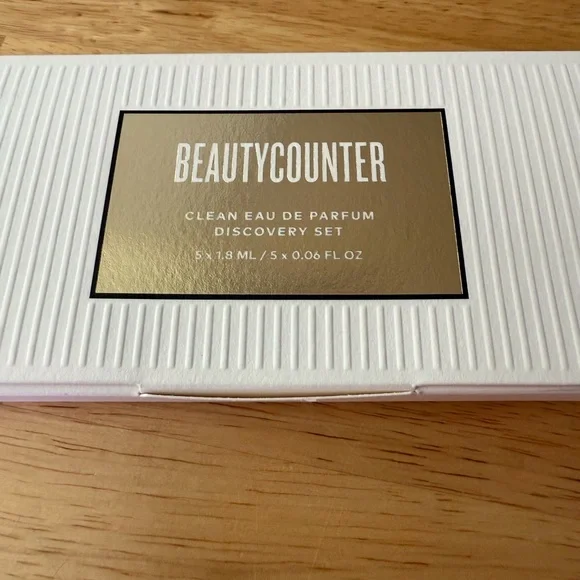 BEAUTYCOUNTER
CLEAN EAU DE PARFUM
DISCOVERY SET
5 x 1.8 ML / 5 x 0.06 FL OZ